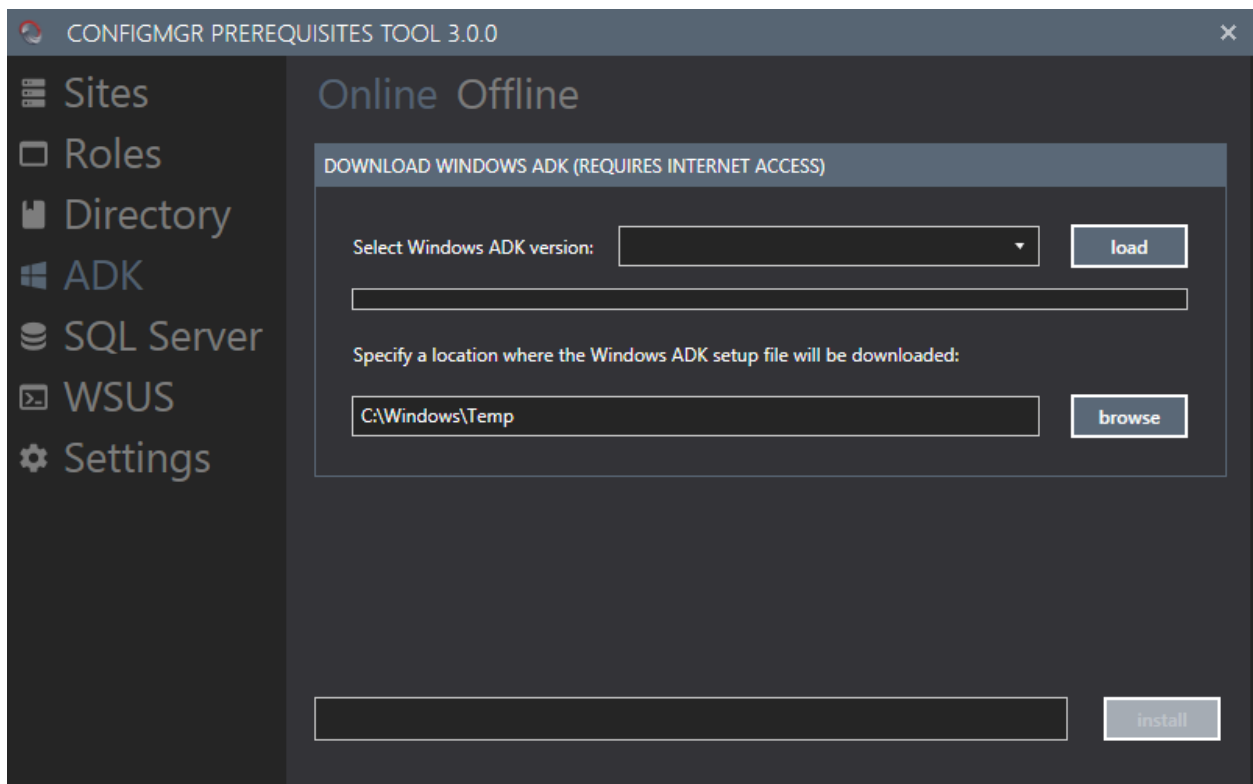 CONFIGMGR PREREQUISITES TOOL 3.0.0
Sites
Roles
Directory
ADK
SQL Server
WSUS
Settings
Online Offline
DOWNLOAD WINDOWS ADK (REQUIRES INTERNET ACCESS)
Select Windows ADK version:
load
Specify a location where the Windows ADK setup file will be downloaded:
C:\Windows\Temp
browse
install